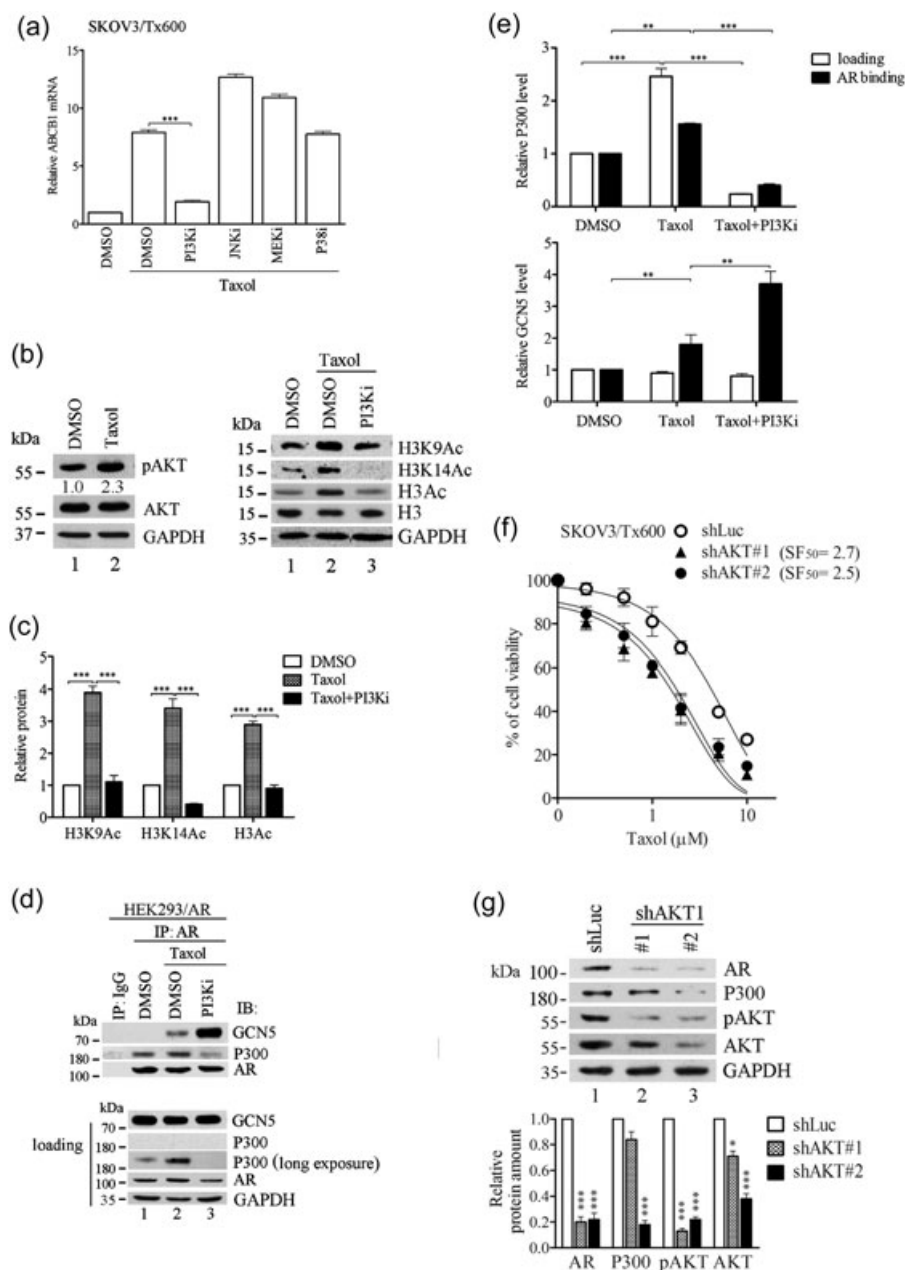 (a)
SKOV3/Tx600
Relative ABCB1 mRNA
15
10
5
0
***
DMSO
DMSO
PI3Ki
JNKi
MEKi
P38i
Taxol
(b)
kDa
DMSO
Taxol
55
pAKT
1.0 2.3
55
AKT
37
GAPDH
1 2
Taxol
kDa
DMSO
DMSO
PI3Ki
15
H3K9Ac
15
H3K14Ac
15
H3Ac
15
H3
35
GAPDH
1 2 3
(c)
Relative protein
5
4
3
2
1
0
*** ***
*** ***
*** ***
DMSO
Taxol
Taxol+PI3Ki
H3K9Ac H3K14Ac H3Ac
(d)
HEK293/AR
IP: AR
Taxol
IP: IgG
DMSO
DMSO
PI3Ki
IB:
kDa
70
GCN5
180
P300
100
AR
kDa
loading
70
GCN5
180
P300
180
P300 (long exposure)
100
AR
35
GAPDH
1 2 3
(e)
Relative P300 level
3
2
1
0
** ***
*** ***
loading
AR binding
DMSO Taxol Taxol+PI3Ki
Relative GCN5 level
5
4
3
2
1
0
** **
DMSO Taxol Taxol+PI3Ki
(f)
SKOV3/Tx600
shLuc
shAKT#1 (SF50= 2.7)
shAKT#2 (SF50= 2.5)
% of cell viability
100
80
60
40
20
0
0 1 10
Taxol (μM)
(g)
shLuc
shAKT1
#1
#2
kDa
100
AR
180
P300
55
pAKT
55
AKT
35
GAPDH
1 2 3
Relative
protein amount
1.0
0.8
0.6
0.4
0.2
0.0
***
***
***
***
***
*
***
shLuc
shAKT#1
shAKT#2
AR P300 pAKT AKT